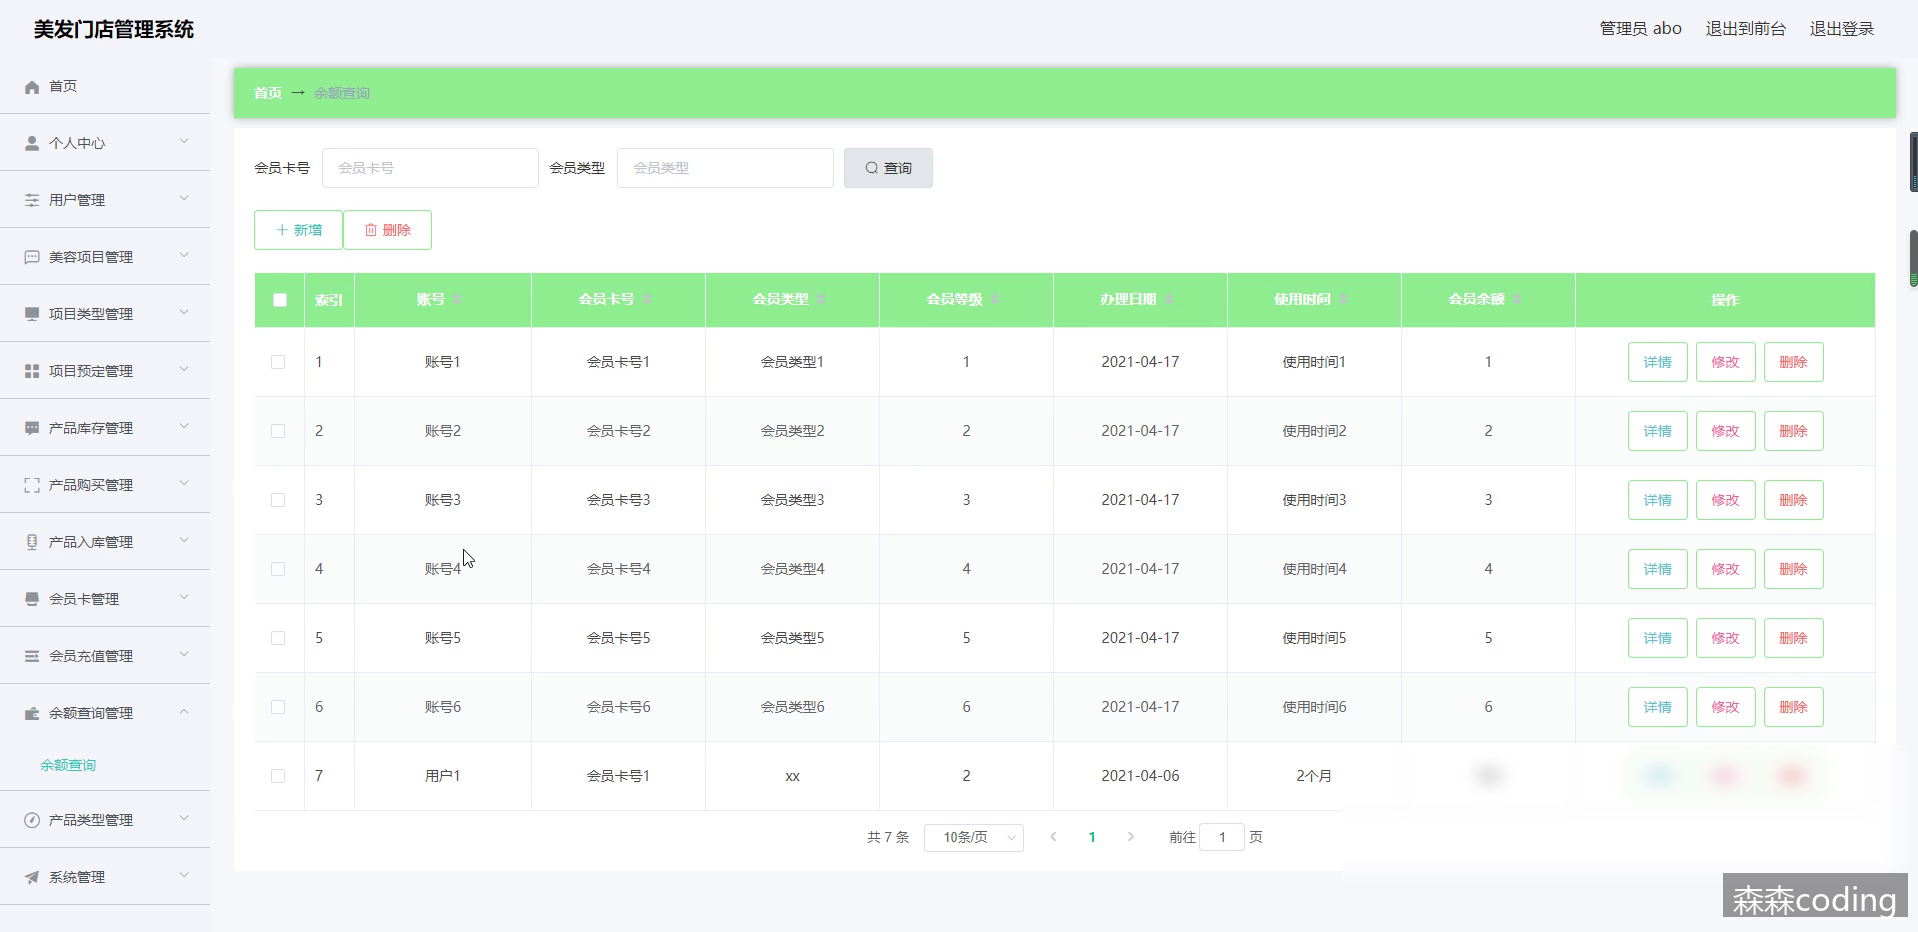 美发门店管理系统
管理员 abo 退出到前台 退出登录
首页
个人中心
用户管理
美容项目管理
项目类型管理
项目预定管理
产品库存管理
产品购买管理
产品入库管理
会员卡管理
会员充值管理
余额查询管理
余额查询
产品类型管理
系统管理
首页 → 余额查询
会员卡号 会员卡号 会员类型 会员类型 查询
新增 删除
索引 账号 会员卡号 会员类型 会员等级 办理日期 使用时间 会员余额 操作
1 账号1 会员卡号1 会员类型1 1 2021-04-17 使用时间1 1 详情 修改 删除
2 账号2 会员卡号2 会员类型2 2 2021-04-17 使用时间2 2 详情 修改 删除
3 账号3 会员卡号3 会员类型3 3 2021-04-17 使用时间3 3 详情 修改 删除
4 账号4 会员卡号4 会员类型4 4 2021-04-17 使用时间4 4 详情 修改 删除
5 账号5 会员卡号5 会员类型5 5 2021-04-17 使用时间5 5 详情 修改 删除
6 账号6 会员卡号6 会员类型6 6 2021-04-17 使用时间6 6 详情 修改 删除
7 用户1 会员卡号1 xx 2 2021-04-06 2个月
共 7 条 10条/页 1 前往 1 页
森森coding